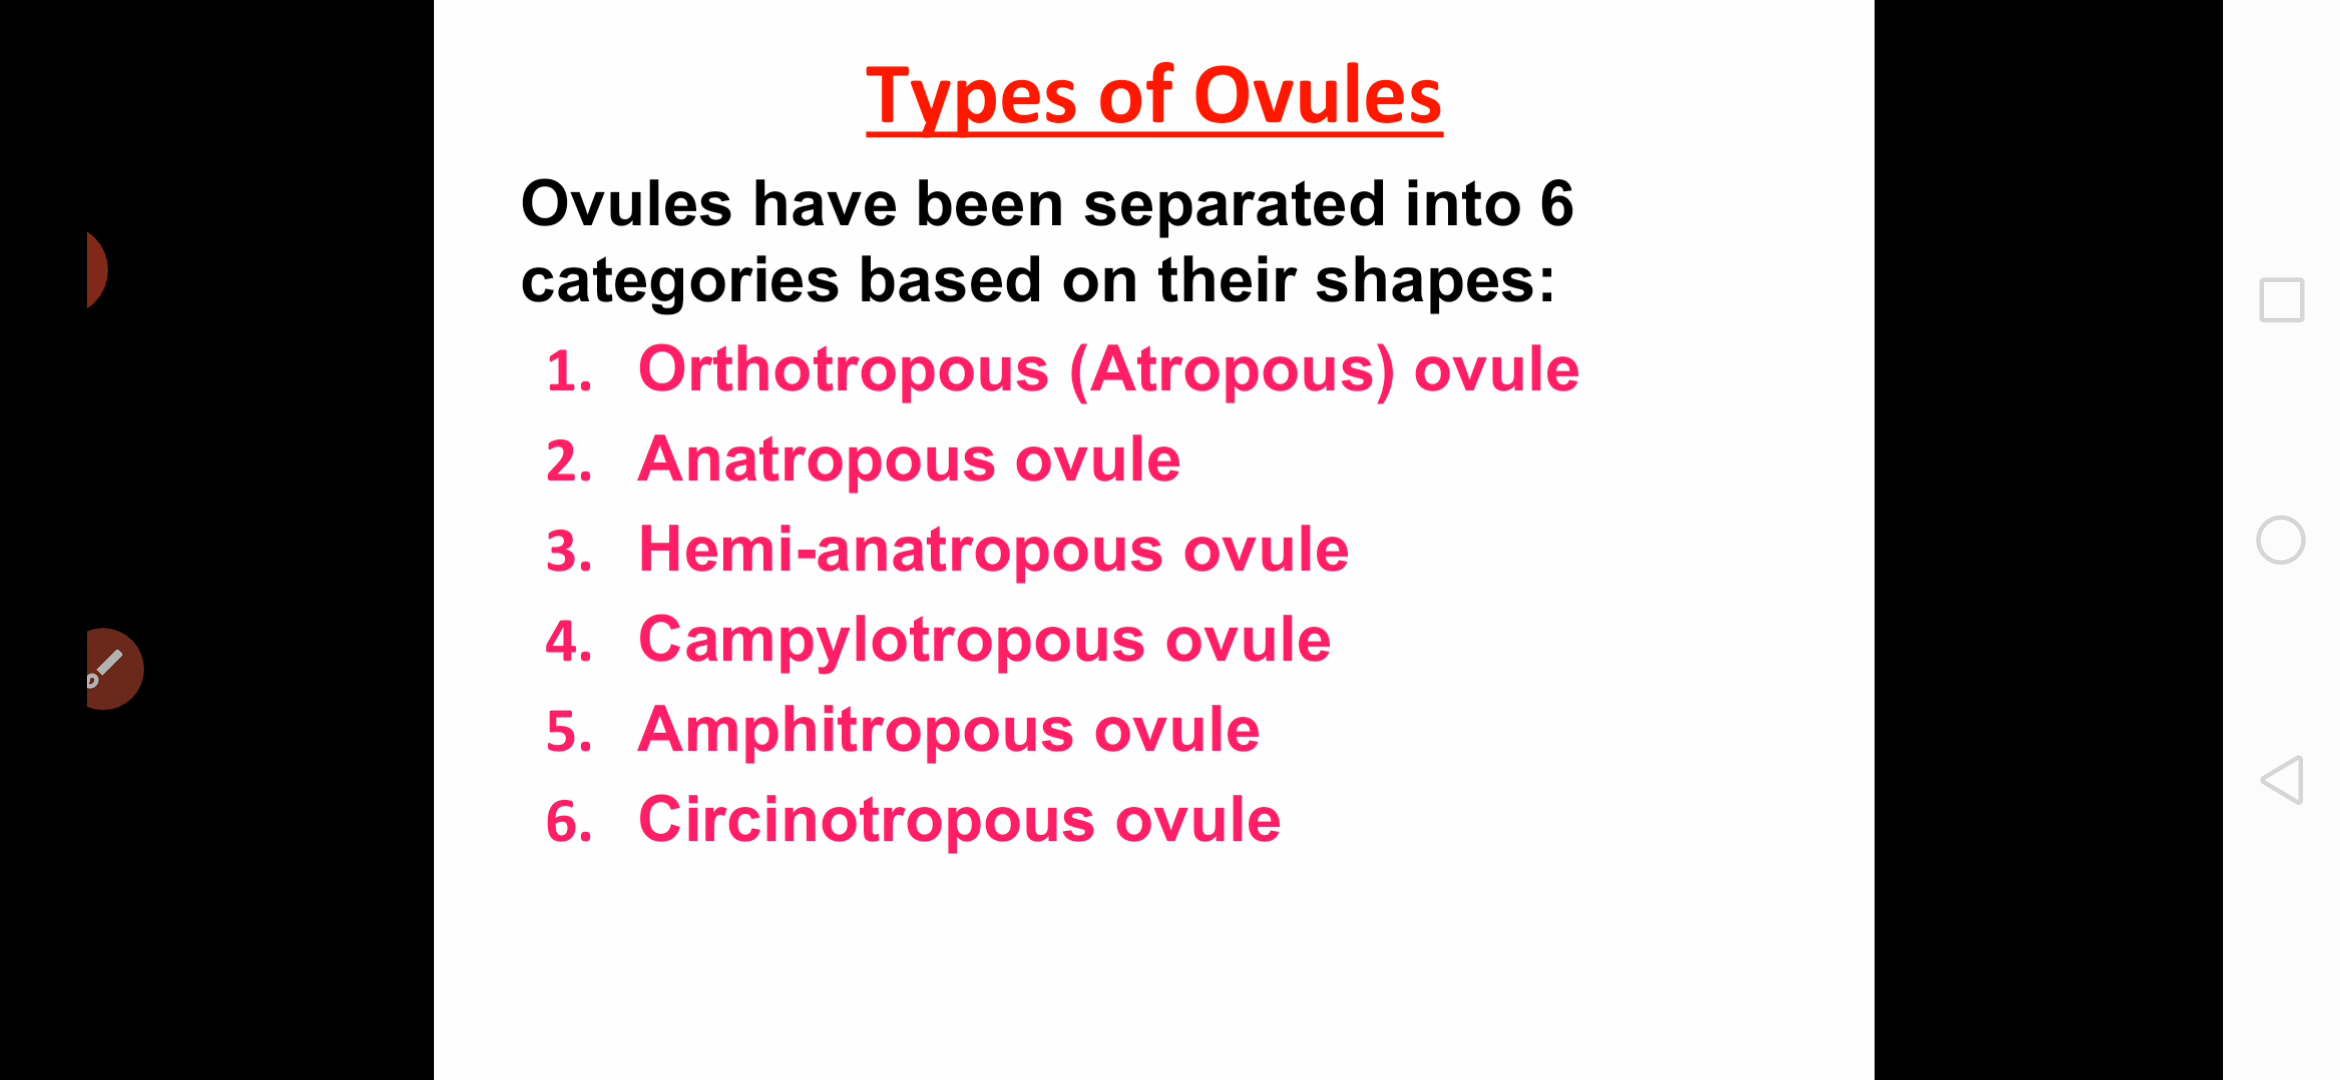 Types of Ovules
Ovules have been separated into 6
categories based on their shapes:
1. Orthotropous (Atropous) ovule
2. Anatropous ovule
3. Hemi-anatropous ovule
4. Campylotropous ovule
5. Amphitropous ovule
6. Circinotropous ovule